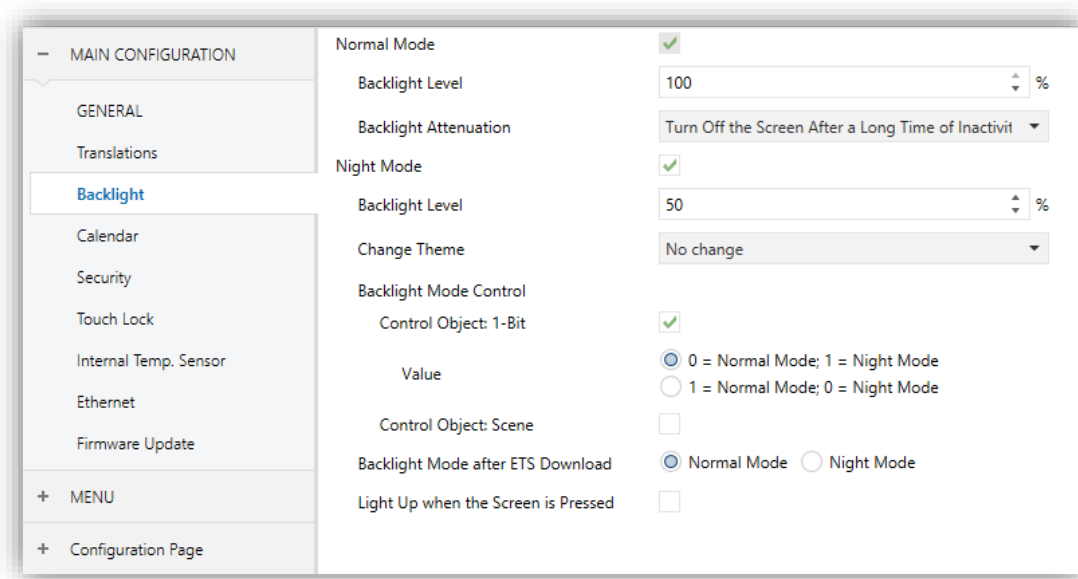 MAIN CONFIGURATION
GENERAL
Translations
Backlight
Calendar
Security
Touch Lock
Internal Temp. Sensor
Ethernet
Firmware Update
MENU
Configuration Page
Normal Mode
Backlight Level 100 %
Backlight Attenuation Turn Off the Screen After a Long Time of Inactivit
Night Mode
Backlight Level 50 %
Change Theme No change
Backlight Mode Control
Control Object: 1-Bit
Value 0 = Normal Mode; 1 = Night Mode
1 = Normal Mode; 0 = Night Mode
Control Object: Scene
Backlight Mode after ETS Download Normal Mode Night Mode
Light Up when the Screen is Pressed